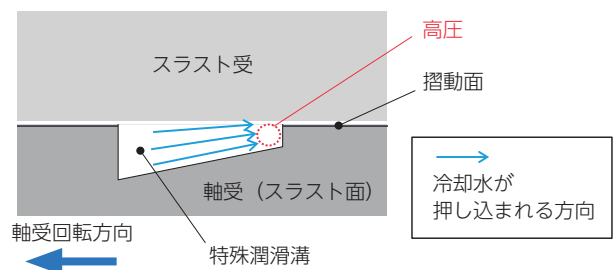 高圧
スラスト受
摺動面
冷却水が
押し込まれる方向
軸受（スラスト面）
軸受回転方向
特殊潤滑溝